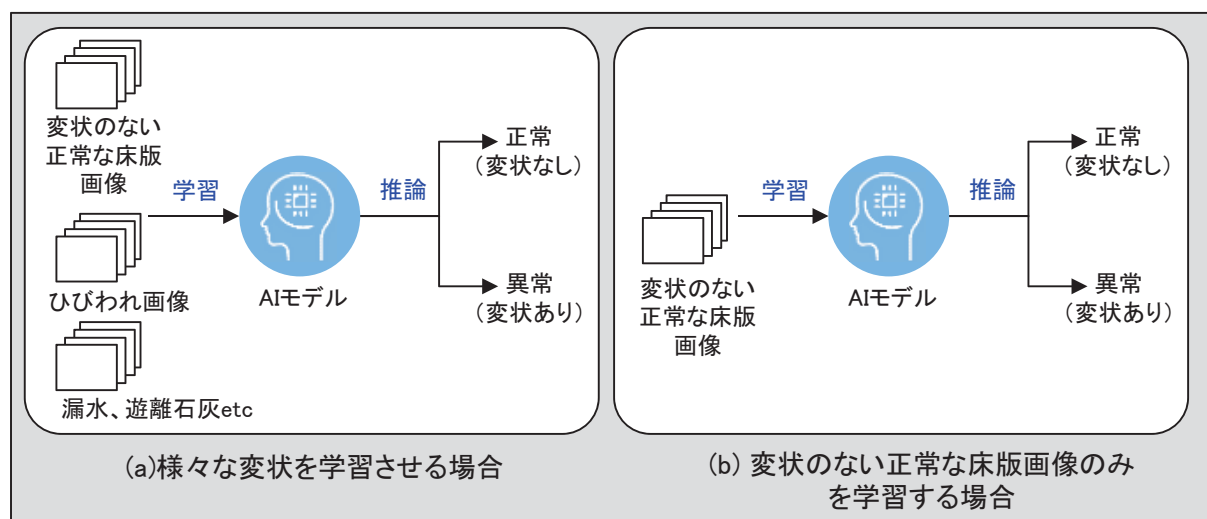 変状のない
正常な床版
画像
学習
ひびわれ画像
漏水、遊離石灰etc
AIモデル
推論
正常
(変状なし)
異常
(変状あり)
(a)様々な変状を学習させる場合
変状のない
正常な床版
画像
学習
AIモデル
推論
正常
(変状なし)
異常
(変状あり)
(b) 変状のない正常な床版画像のみ
を学習する場合